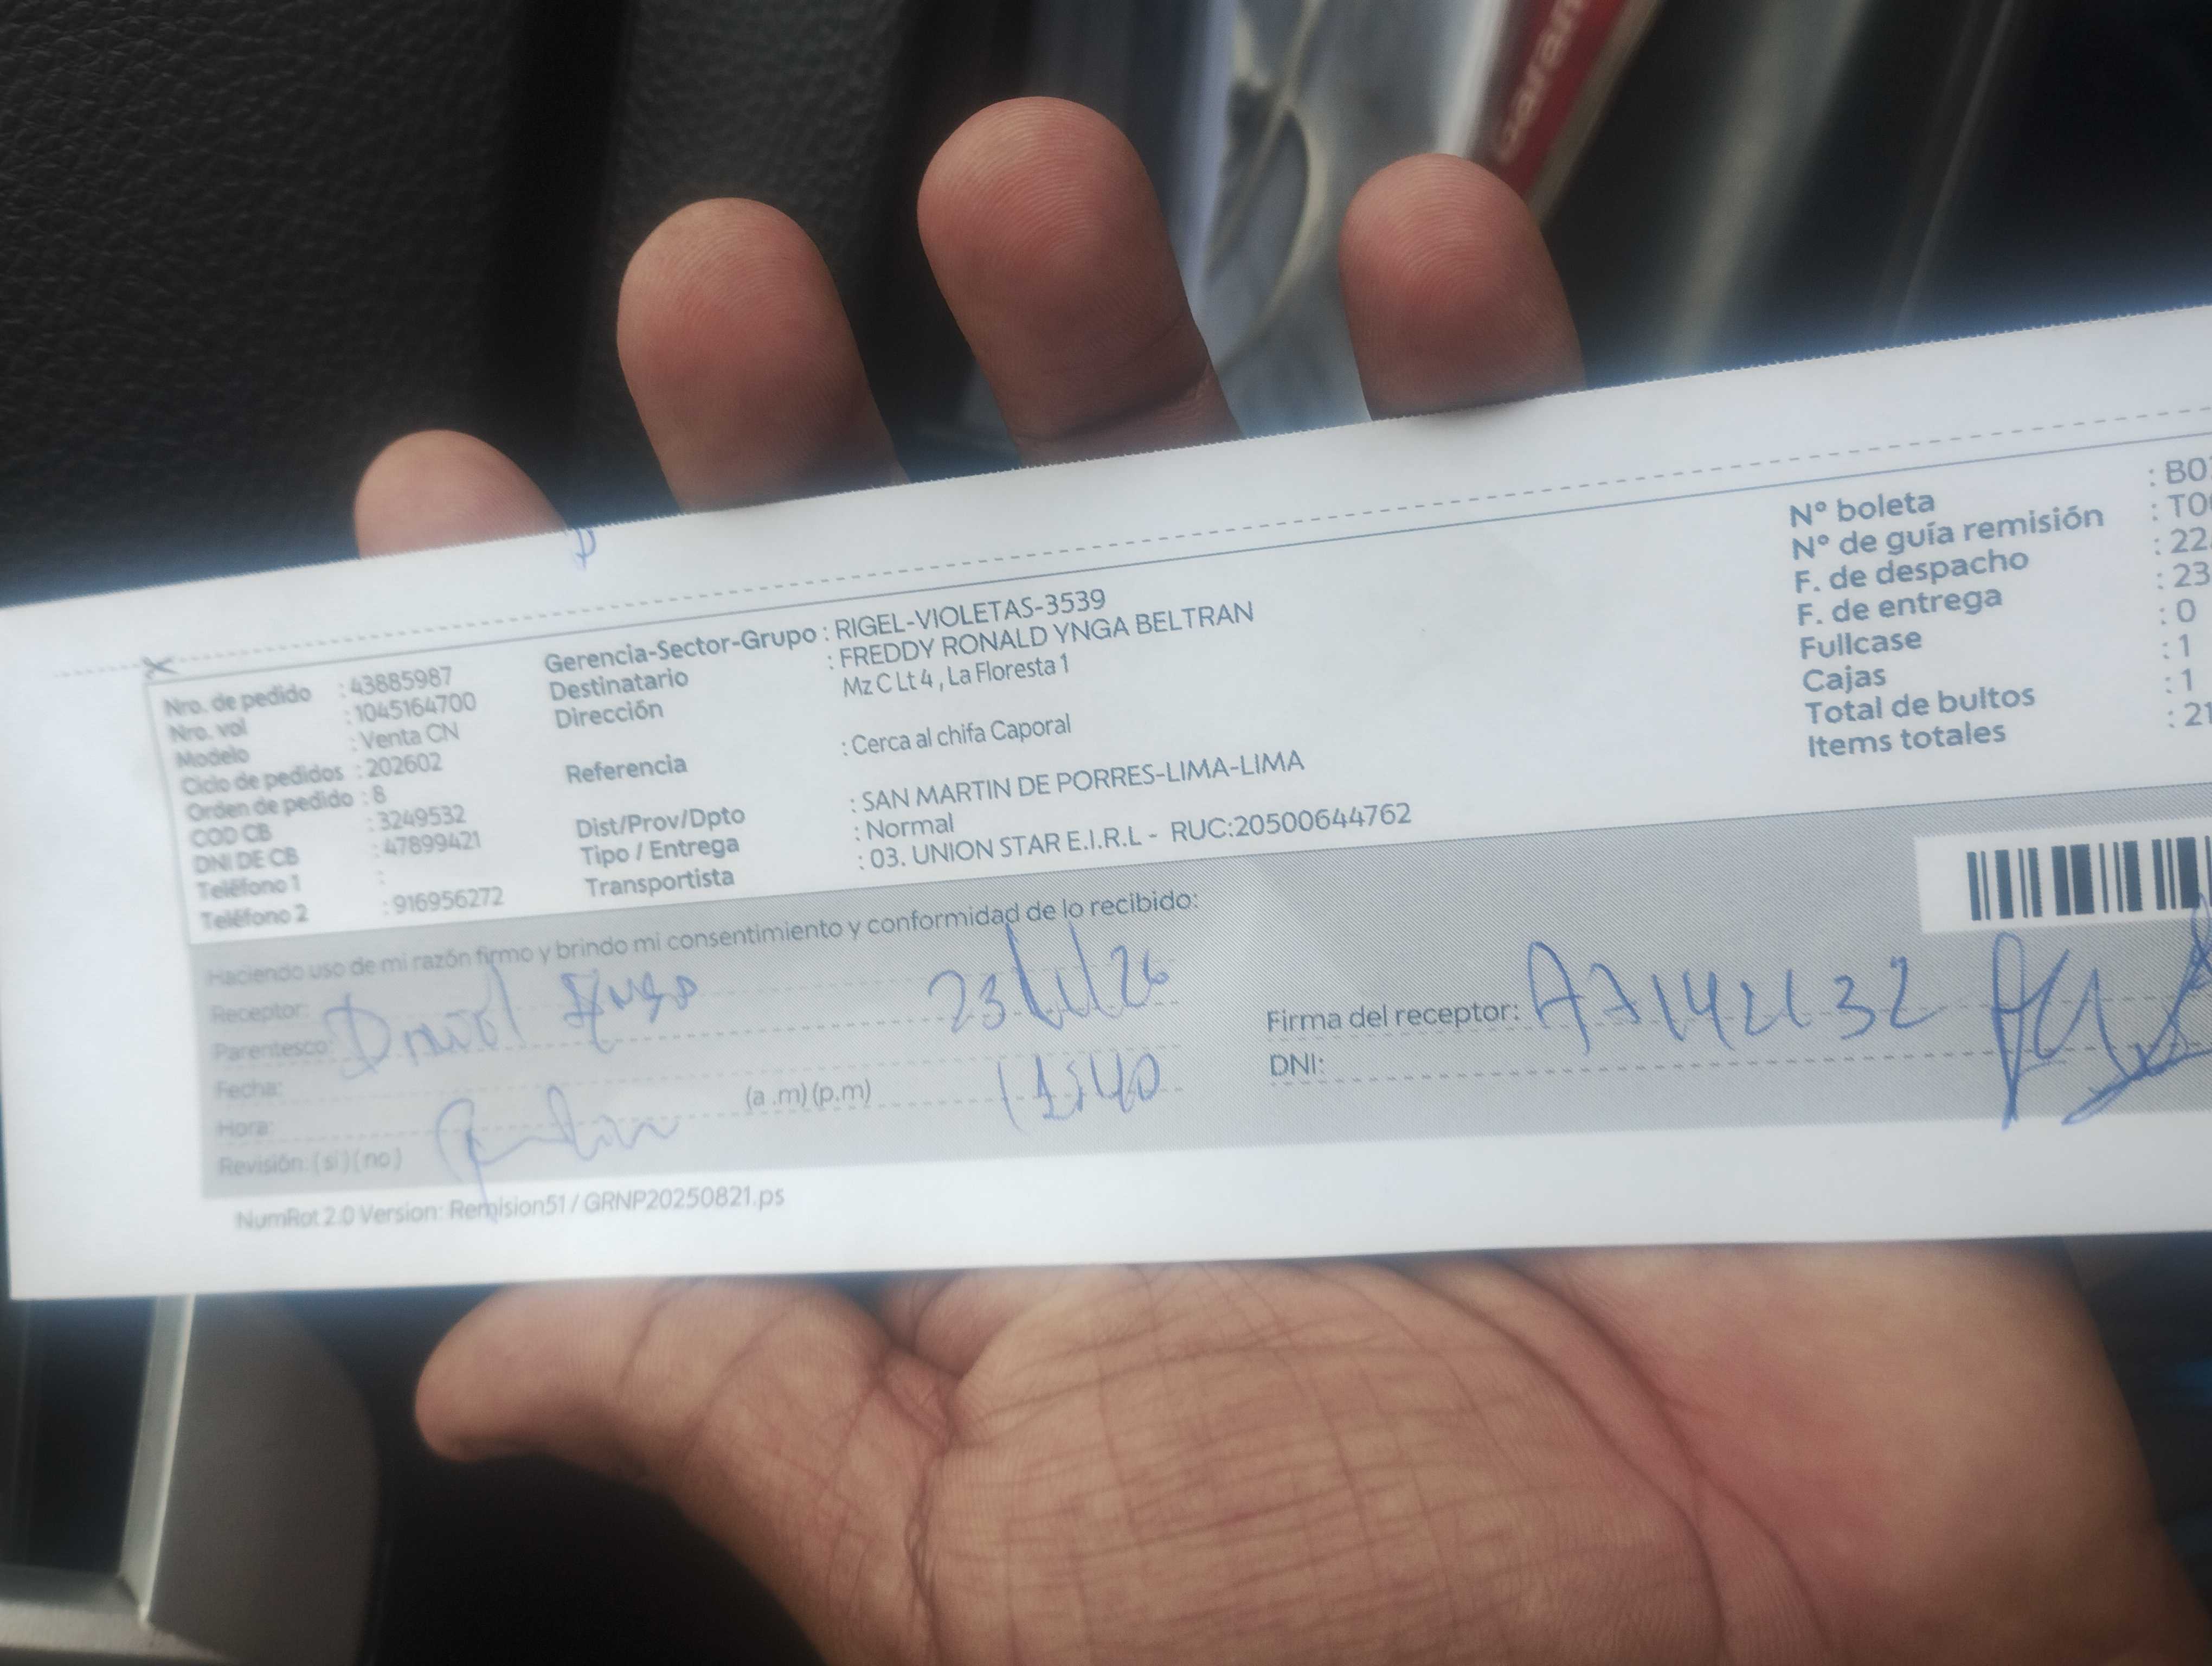 caran
Nro. de pedido : 43885987
Nro. vol : 1045164700
Modelo : Venta CN
Ciclo de pedidos : 202602
Orden de pedido : 8
COD CB : 3249532
DNI DE CB : 47899421
Teléfono 1 :
Teléfono 2 : 916956272
Gerencia-Sector-Grupo : RIGEL-VIOLETAS-3539
Destinatario : FREDDY RONALD YNGA BELTRAN
Dirección Mz C Lt 4 , La Floresta 1
Referencia : Cerca al chifa Caporal
Dist/Prov/Dpto : SAN MARTIN DE PORRES-LIMA-LIMA
Tipo / Entrega : Normal
Transportista : 03. UNION STAR E.I.R.L - RUC:20500644762
N° boleta : B0
N° de guía remisión : T0
F. de despacho : 22
F. de entrega : 23
Fullcase : 0
Cajas : 1
Total de bultos : 1
Items totales : 21
Haciendo uso de mi razón firmo y brindo mi consentimiento y conformidad de lo recibido:
Receptor:
Parentesco:
Fecha: 23/1/26
Hora: (a .m) (p.m)
Revisión: (si) (no)
Firma del receptor:
DNI:
NumRot 2.0 Version: Remision51 / GRNP20250821.ps